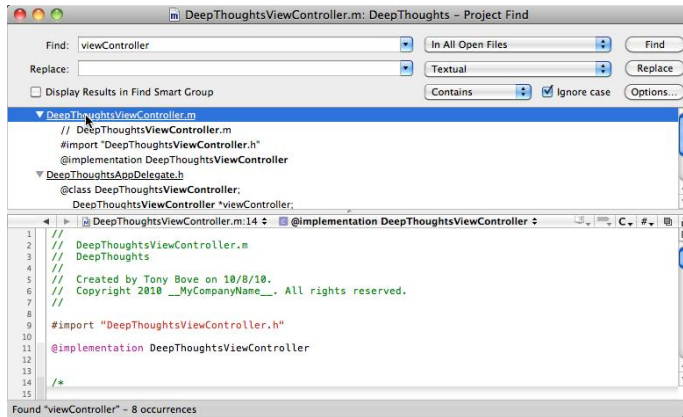 DeepThoughtsViewController.m: DeepThoughts – Project Find
Find: viewController In All Open Files Find
Replace: Textual Replace
Display Results in Find Smart Group Contains Ignore case Options...
DeepThoughtsViewController.m
// DeepThoughtsViewController.m
#import "DeepThoughtsViewController.h"
@implementation DeepThoughtsViewController
DeepThoughtsAppDelegate.h
@class DeepThoughtsViewController;
DeepThoughtsViewController *viewController;
DeepThoughtsViewController.m:14 @implementation DeepThoughtsViewController C #
1 //
2 // DeepThoughtsViewController.m
3 // DeepThoughts
4 //
5 // Created by Tony Bove on 10/8/10.
6 // Copyright 2010 __MyCompanyName__. All rights reserved.
7 //
8
9 #import "DeepThoughtsViewController.h"
10
11 @implementation DeepThoughtsViewController
12
13
14 /*
15
Found "viewController" – 8 occurrences